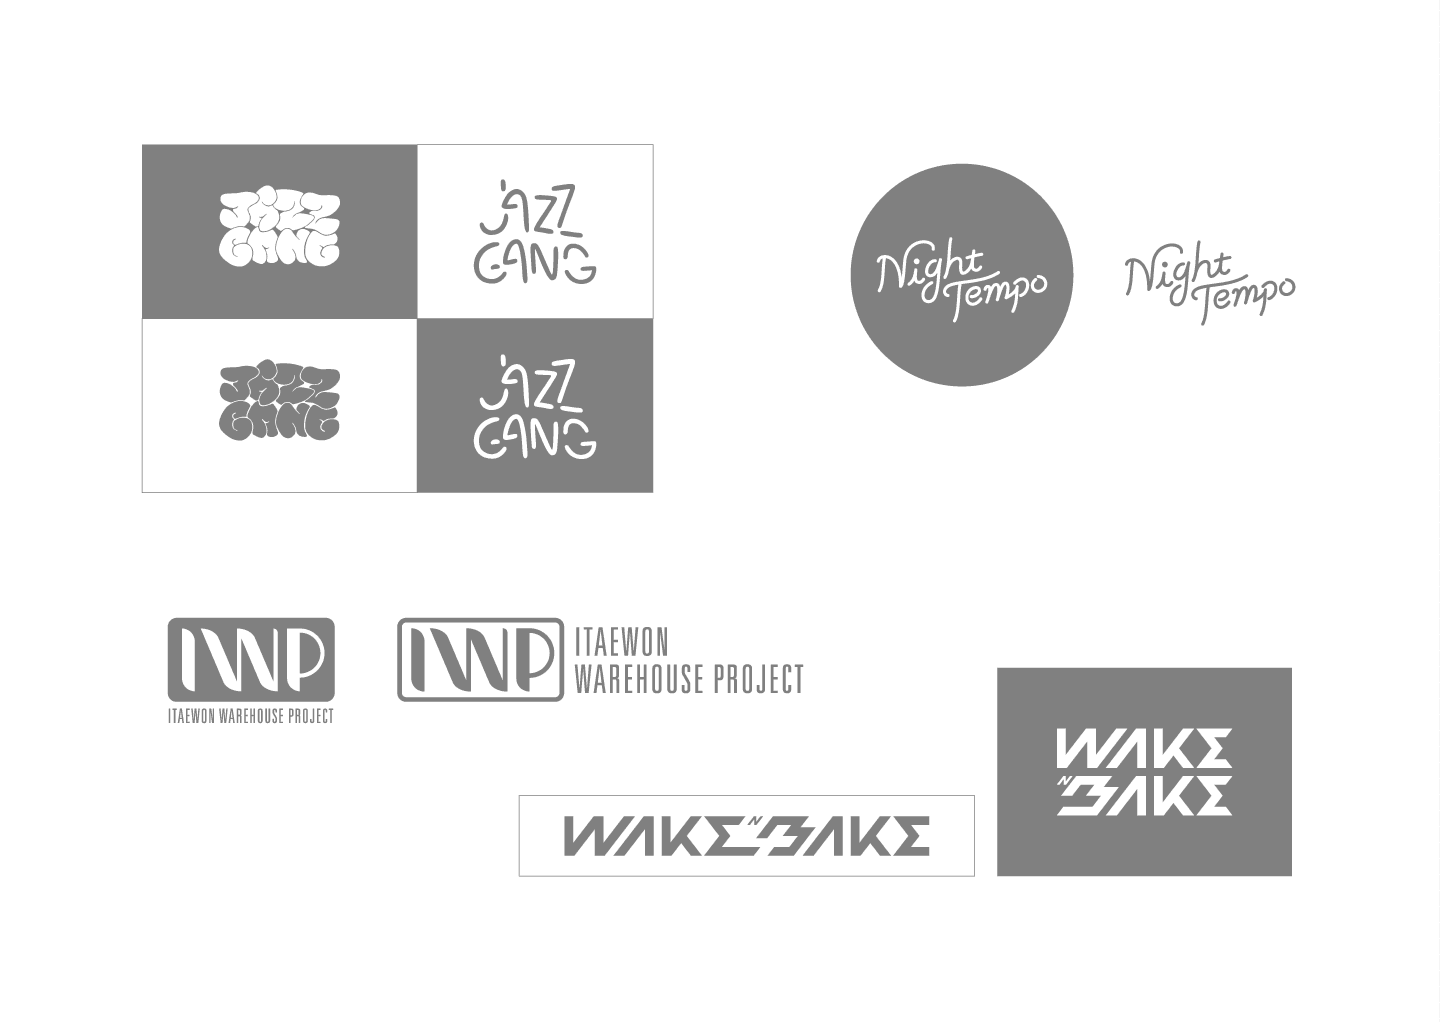 JAZZ
GANG
JAZZ
GANG
JAZZ
GANG
JAZZ
GANG
Night
Tempo
Night
Tempo
IWP
ITAEWON WAREHOUSE PROJECT
IWP
ITAEWON
WAREHOUSE PROJECT
WAKE N BAKE
WAKE
N BAKE